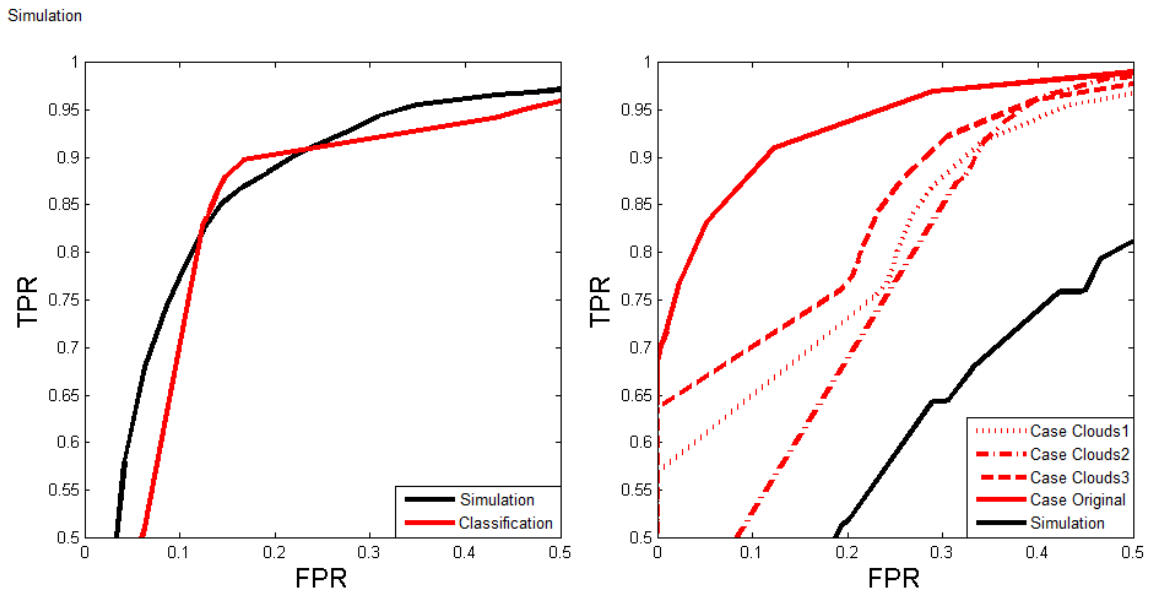 Simulation
1
0.95
0.9
0.85
0.8
0.75
0.7
0.65
0.6
0.55
0.5
TPR
0
0.1
0.2
0.3
0.4
0.5
FPR
Simulation
Classification
1
0.95
0.9
0.85
0.8
0.75
0.7
0.65
0.6
0.55
0.5
TPR
0
0.1
0.2
0.3
0.4
0.5
FPR
Case Clouds1
Case Clouds2
Case Clouds3
Case Original
Simulation